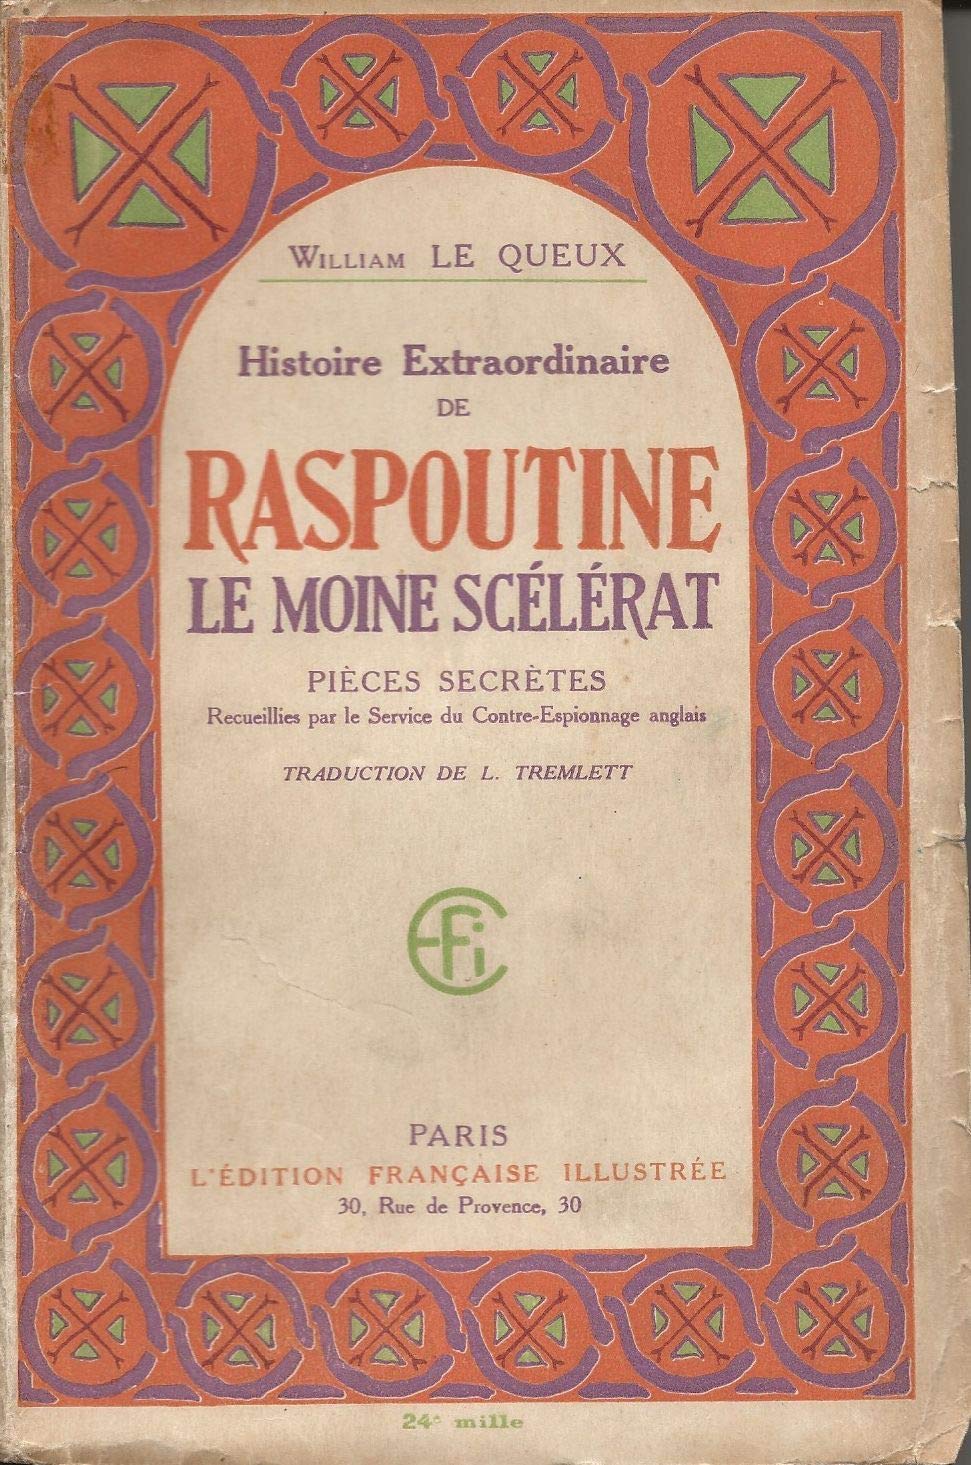 WILLIAM LE QUEUX
Histoire Extraordinaire
DE
RASPOUTINE
LE MOINE SCÉLÉRAT
PIÈCES SECRÈTES
Recueillies par le Service du Contre-Espionnage anglais
TRADUCTION DE L. TREMLETT
EFi
PARIS
L'ÉDITION FRANÇAISE ILLUSTRÉE
30, Rue de Provence, 30
24e mille